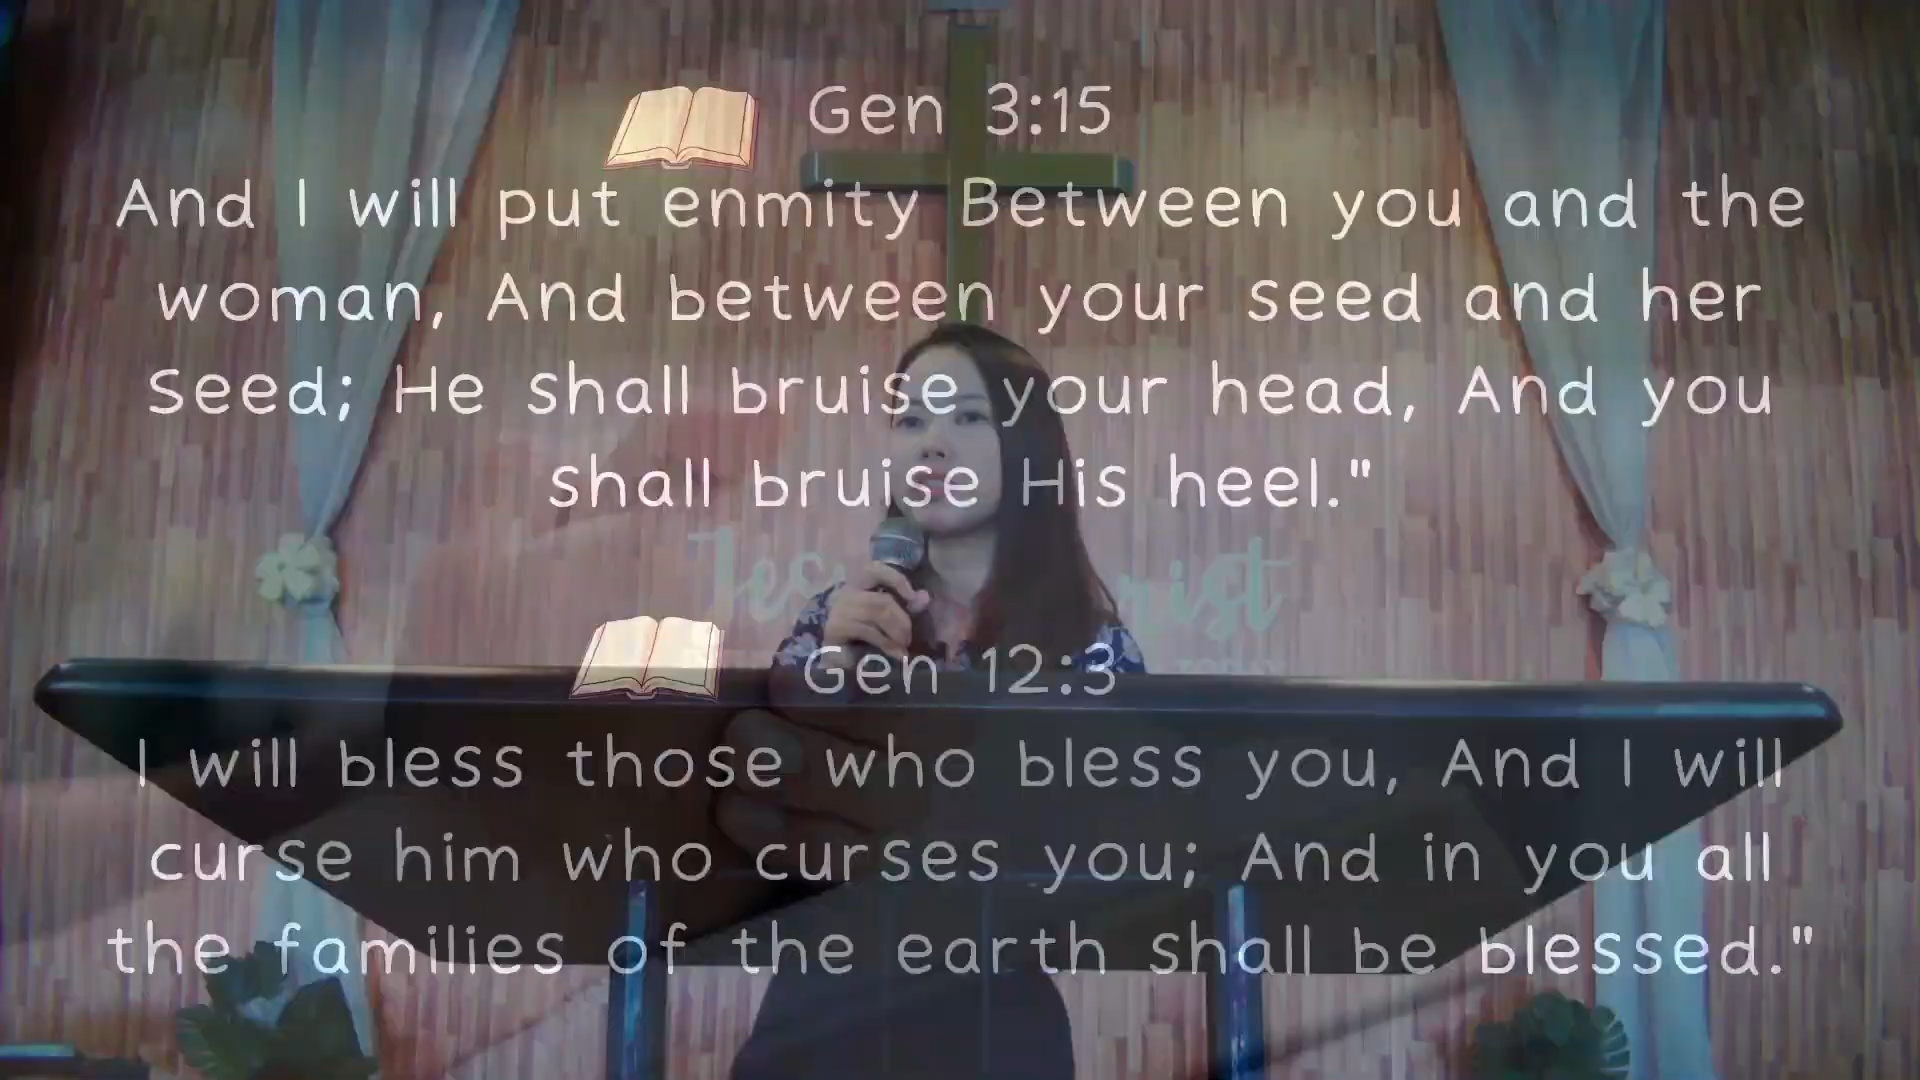 Gen 3:15
And I will put enmity Between you and the
woman, And between your seed and her
Seed; He shall bruise your head, And you
shall bruise His heel."
Gen 12:3
I will bless those who bless you, And I will
curse him who curses you; And in you all
the families of the earth shall be blessed."
TODAY